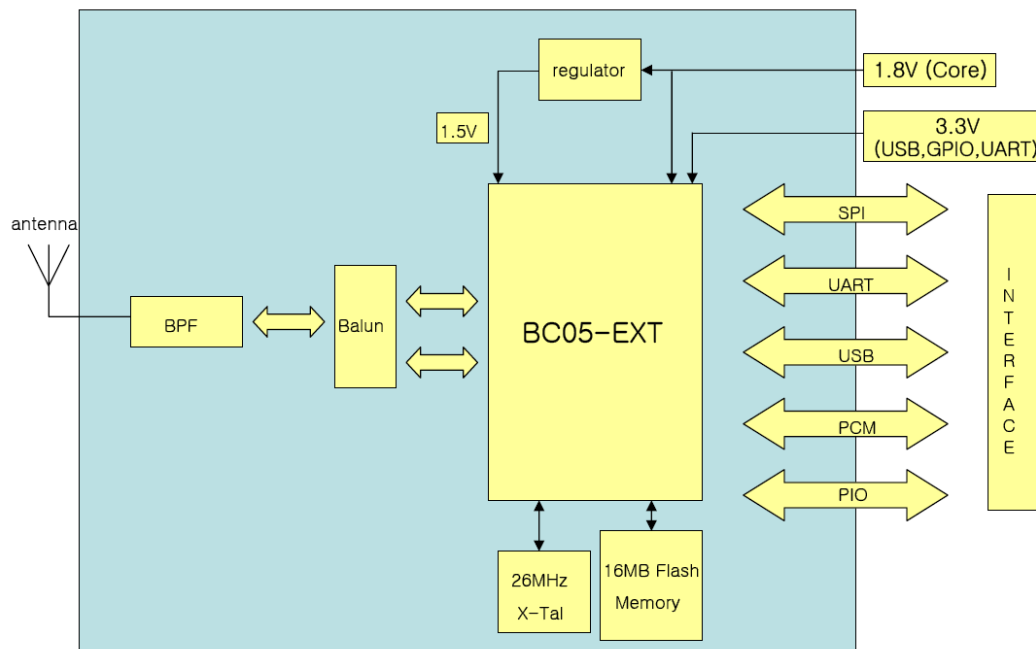 regulator
1.8V (Core)
1.5V
3.3V
(USB,GPIO,UART)
antenna
SPI
UART
BPF
Balun
BC05-EXT
USB
PCM
PIO
I
N
T
E
R
F
A
C
E
26MHz
X-Tal
16MB Flash
Memory